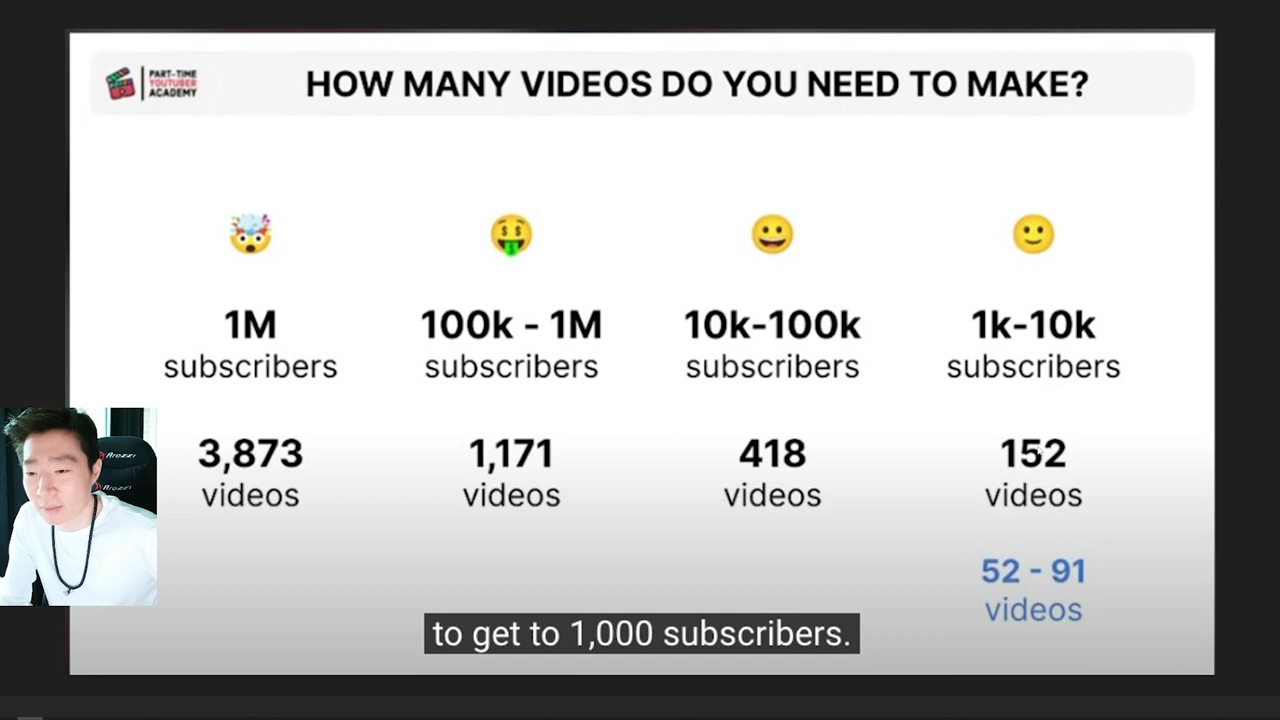 PART-TIME
YOUTUBER
ACADEMY
HOW MANY VIDEOS DO YOU NEED TO MAKE?
1M
subscribers
3,873
videos
100k - 1M
subscribers
1,171
videos
10k-100k
subscribers
418
videos
1k-10k
subscribers
152
videos
52 - 91
videos
AROZZI
AROZZI
to get to 1,000 subscribers.